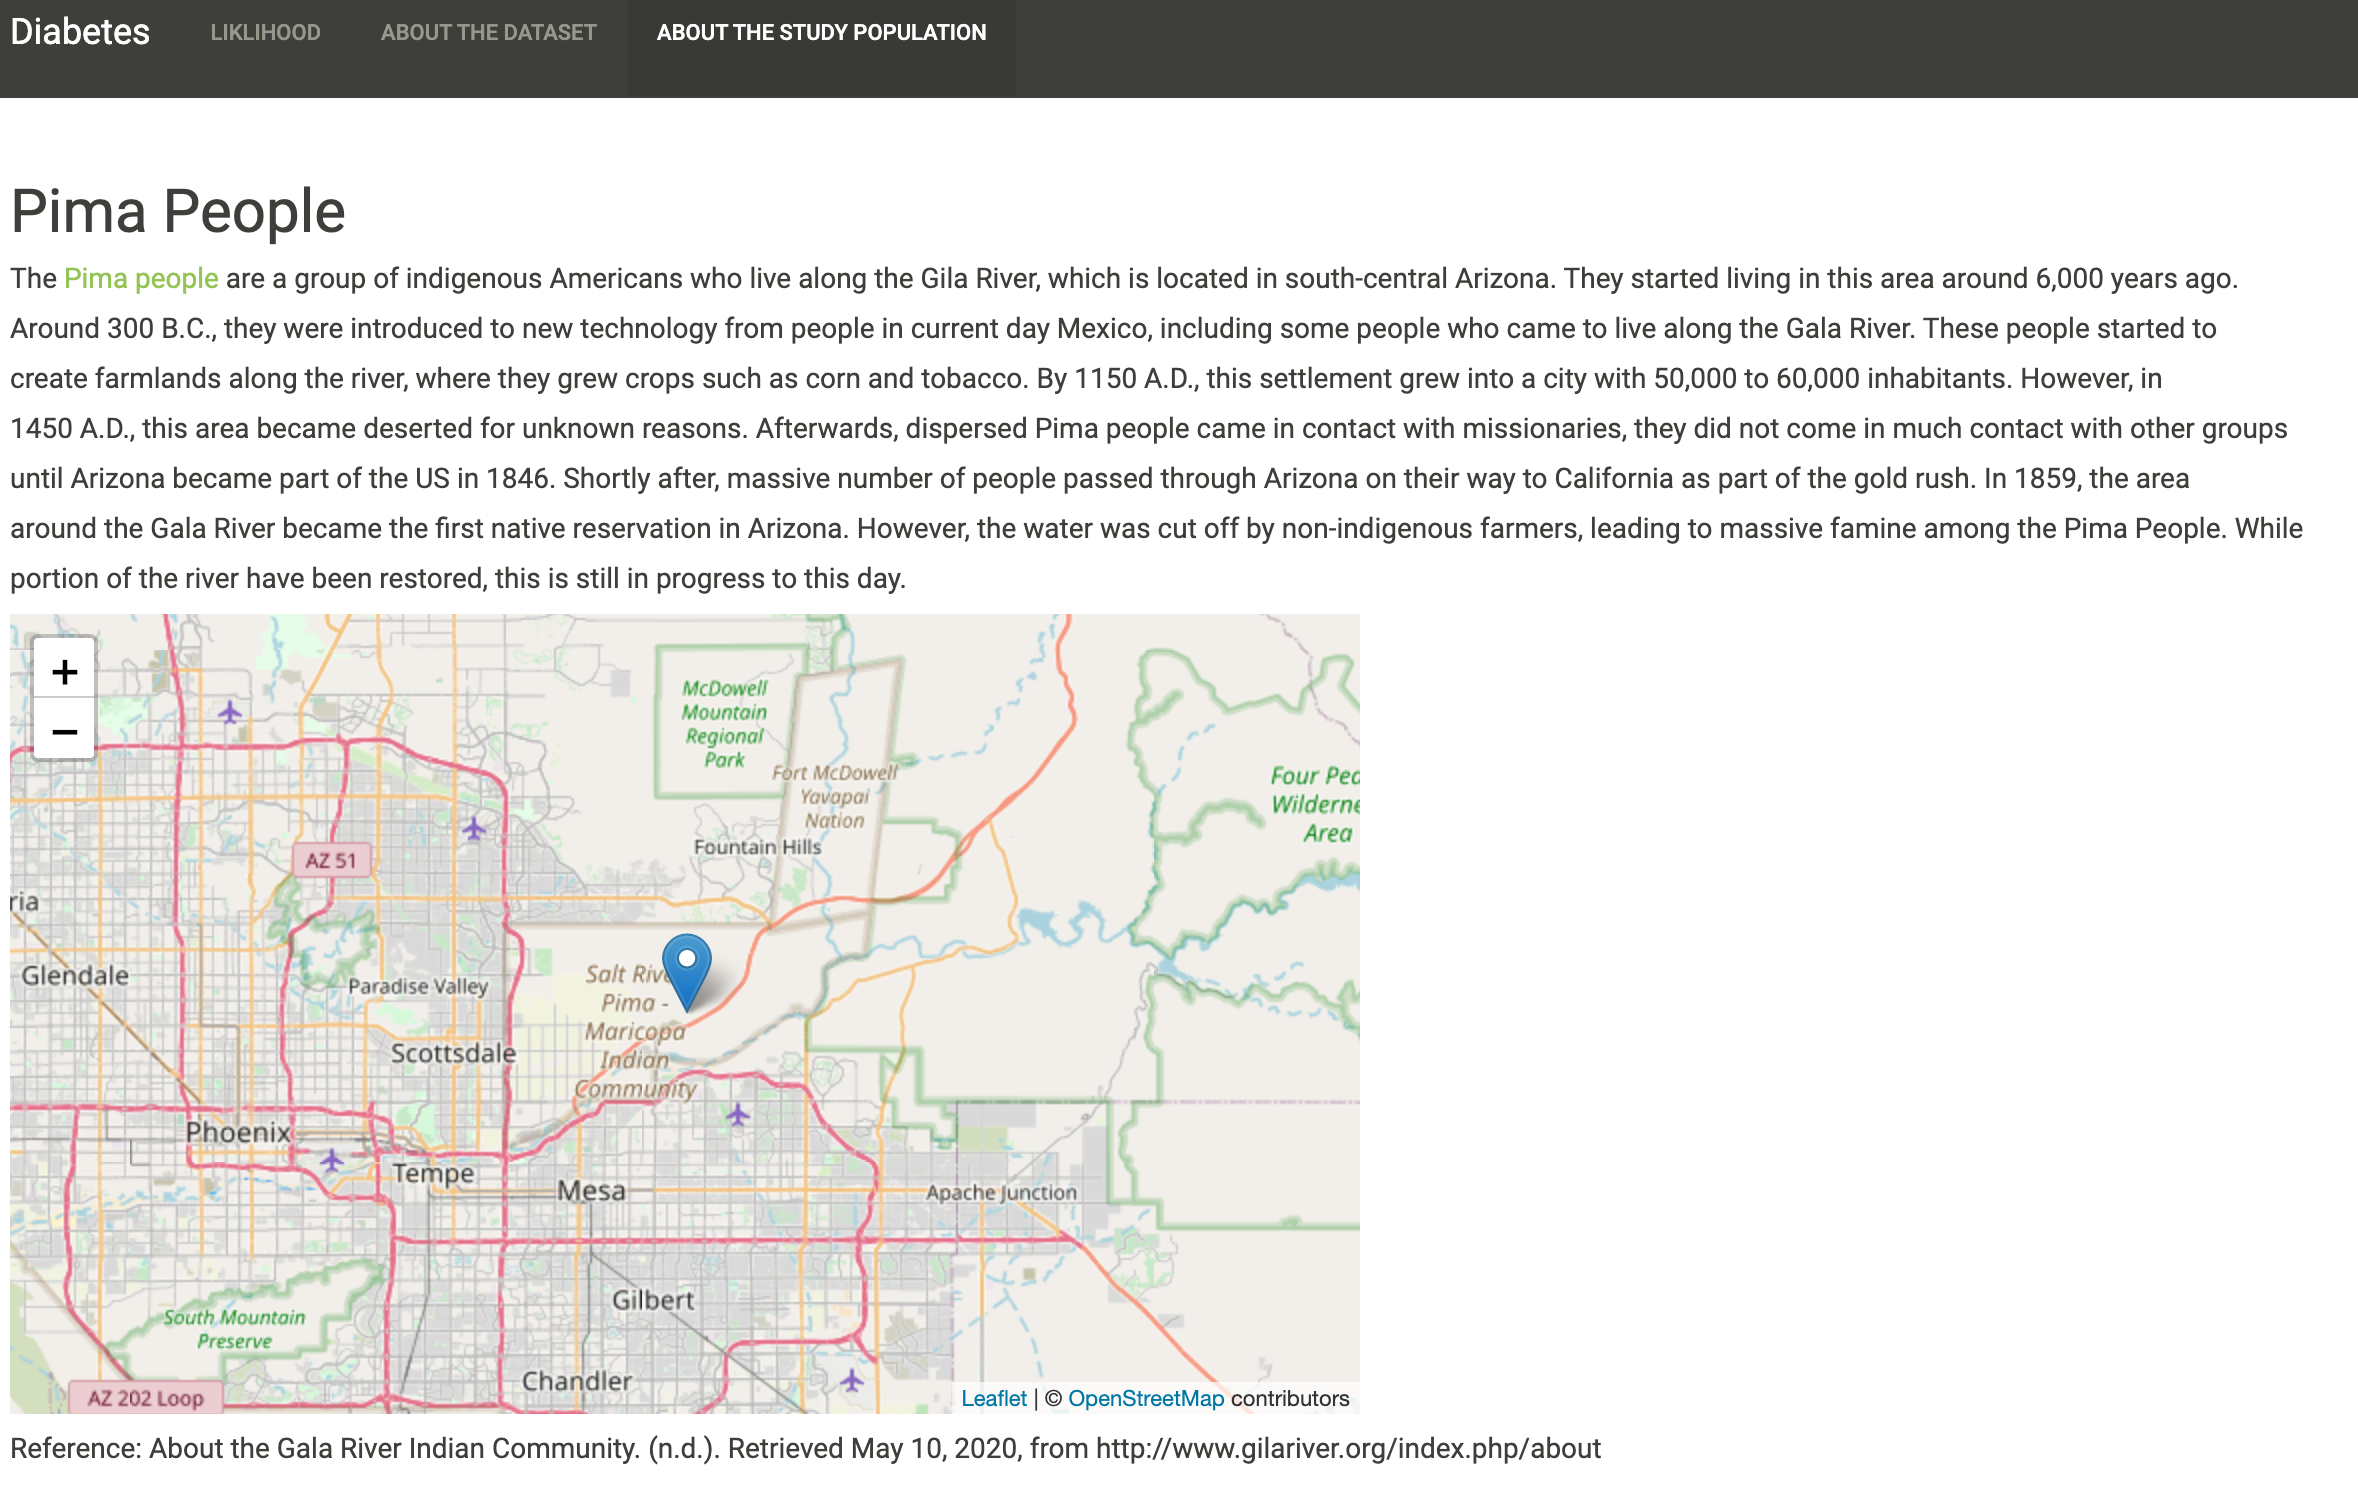 Diabetes LIKLIHOOD ABOUT THE DATASET ABOUT THE STUDY POPULATION
Pima People
The Pima people are a group of indigenous Americans who live along the Gila River, which is located in south-central Arizona. They started living in this area around 6,000 years ago.
Around 300 B.C., they were introduced to new technology from people in current day Mexico, including some people who came to live along the Gala River. These people started to
create farmlands along the river, where they grew crops such as corn and tobacco. By 1150 A.D., this settlement grew into a city with 50,000 to 60,000 inhabitants. However, in
1450 A.D., this area became deserted for unknown reasons. Afterwards, dispersed Pima people came in contact with missionaries, they did not come in much contact with other groups
until Arizona became part of the US in 1846. Shortly after, massive number of people passed through Arizona on their way to California as part of the gold rush. In 1859, the area
around the Gala River became the first native reservation in Arizona. However, the water was cut off by non-indigenous farmers, leading to massive famine among the Pima People. While
portion of the river have been restored, this is still in progress to this day.
+
−
McDowell
Mountain
Regional
Park
Fort McDowell
Yavapai
Nation
Four Pea
Wilderne
Area
Fountain Hills
AZ 51
ria
Glendale
Paradise Valley
Salt Rive
Pima -
Maricopa
Indian
Community
Scottsdale
Phoenix
Tempe
Mesa
Apache Junction
Gilbert
South Mountain
Preserve
Chandler
AZ 202 Loop
Leaflet | © OpenStreetMap contributors
Reference: About the Gala River Indian Community. (n.d.). Retrieved May 10, 2020, from http://www.gilariver.org/index.php/about